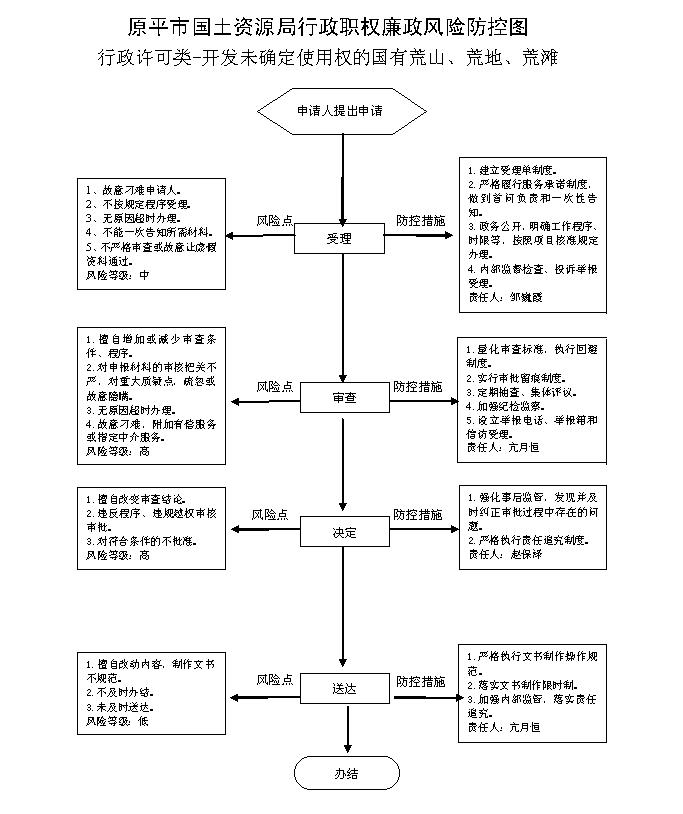 原平市国土资源局行政职权廉政风险防控图
行政许可类-开发未确定使用权的国有荒山、荒地、荒滩
申请人提出申请
1、故意刁难申请人。
2、不按规定程序受理。
3、无原因超时办理。
4、不能一次告知所需材料。
5、不严格审查或故意让虚假
资料通过。
风险等级：中
风险点
受理
防控措施
1. 建立受理单制度。
2. 严格履行服务承诺制度，
做到首问负责和一次性告
知。
3. 政务公开，明确工作程序、
时限等，按照项目核准规定
办理。
4. 内部监督检查、投诉举报
受理。
责任人：邹巍霞
1. 擅自增加或减少审查条
件、程序。
2. 对申报材料的审核把关不
严，对重大质疑点，疏忽或
故意隐瞒。
3. 无原因超时办理。
4. 故意刁难，附加有偿服务
或指定中介服务。
风险等级：高
风险点
审查
防控措施
1. 量化审查标准，执行回避
制度。
2. 实行审批留痕制度。
3. 定期抽查、集体评议。
4. 加强纪检监察。
5. 设立举报电话、举报箱和
信访受理。
责任人：亢月恒
1. 擅自改变审查结论。
2. 违反程序、违规越权审核
审批。
3. 对符合条件的不批准。
风险等级：高
风险点
决定
防控措施
1. 强化事后监管，发现并及
时纠正审批过程中存在的问
题。
2. 严格执行责任追究制度。
责任人：赵保泽
1. 擅自改动内容，制作文书
不规范。
2. 不及时办结。
3. 未及时送达。
风险等级：低
风险点
送达
防控措施
1. 严格执行文书制作操作规
范。
2. 落实文书制作限时制。
3. 加强内部监管，落实责任
追究。
责任人：亢月恒
办结